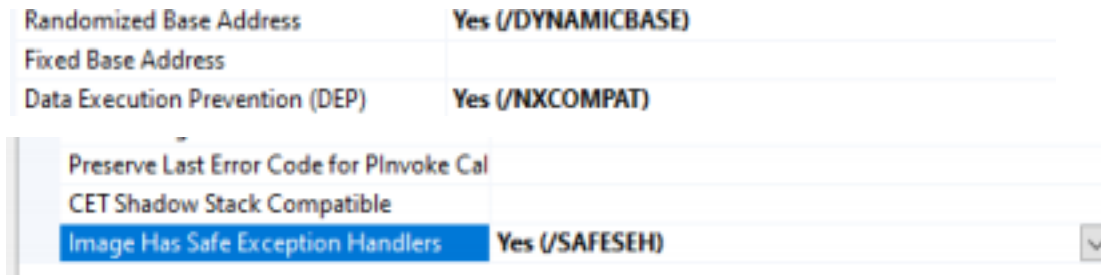 Randomized Base Address Yes (/DYNAMICBASE)
Fixed Base Address
Data Execution Prevention (DEP) Yes (/NXCOMPAT)
Preserve Last Error Code for PInvoke Cal
CET Shadow Stack Compatible
Image Has Safe Exception Handlers Yes (/SAFESEH)